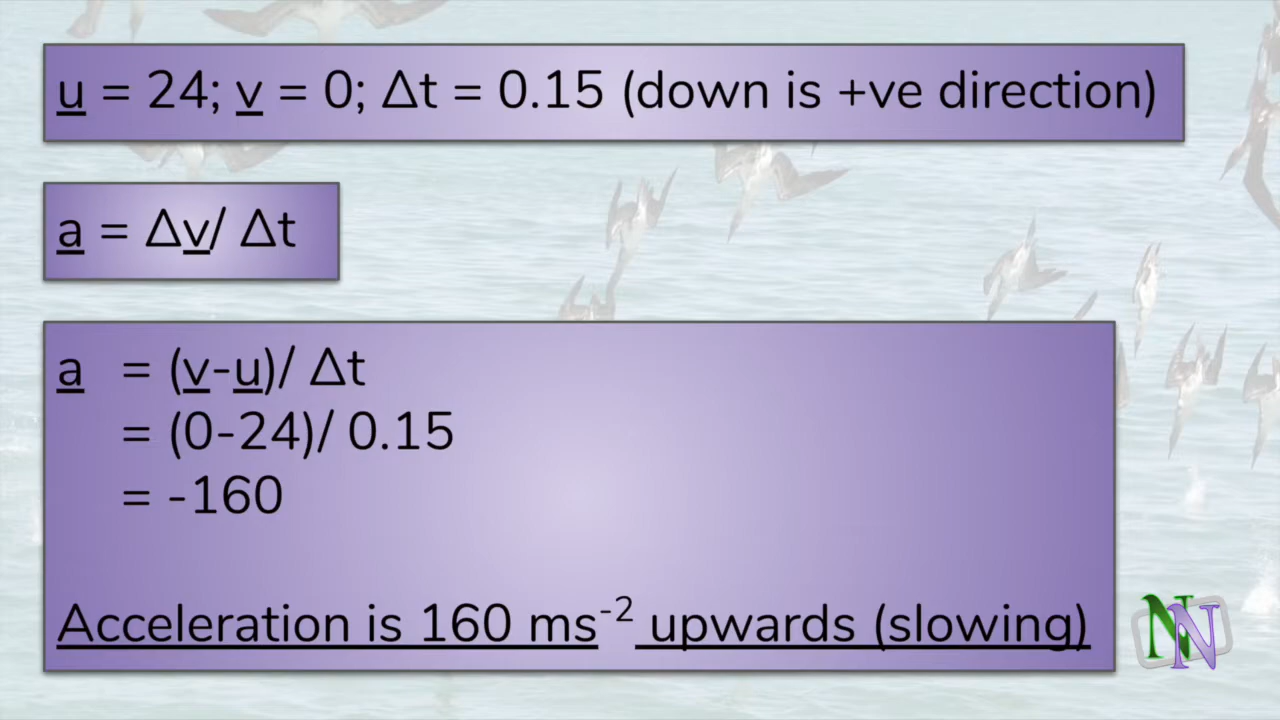 u = 24; v = 0; Δt = 0.15 (down is +ve direction)
a = Δv/ Δt
a = (v-u)/ Δt
= (0-24)/ 0.15
= -160
Acceleration is 160 ms⁻² upwards (slowing)
N N